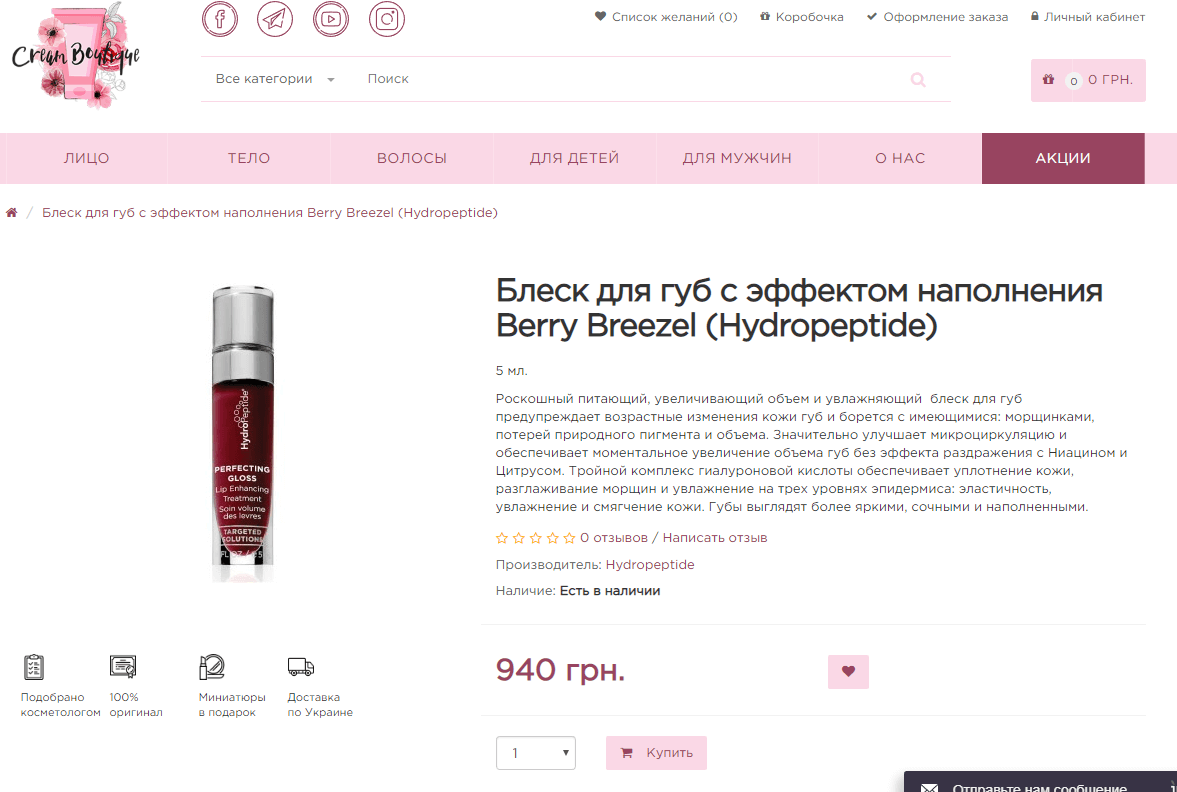 Cream Boutique
Список желаний (0)
Коробочка
Оформление заказа
Личный кабинет
Все категории
Поиск
0
0 ГРН.
ЛИЦО
ТЕЛО
ВОЛОСЫ
ДЛЯ ДЕТЕЙ
ДЛЯ МУЖЧИН
О НАС
АКЦИИ
/ Блеск для губ с эффектом наполнения Berry Breezel (Hydropeptide)
HydroPeptide
PERFECTING
GLOSS
Lip Enhancing
Treatment
Soin volume
des lèvres
TARGETED
SOLUTIONS
Блеск для губ с эффектом наполнения
Berry Breezel (Hydropeptide)
5 мл.
Роскошный питающий, увеличивающий объем и увлажняющий  блеск для губ
предупреждает возрастные изменения кожи губ и борется с имеющимися: морщинками,
потерей природного пигмента и объема. Значительно улучшает микроциркуляцию и
обеспечивает моментальное увеличение объема губ без эффекта раздражения с Ниацином и
Цитрусом. Тройной комплекс гиалуроновой кислоты обеспечивает уплотнение кожи,
разглаживание морщин и увлажнение на трех уровнях эпидермиса: эластичность,
увлажнение и смягчение кожи. Губы выглядят более яркими, сочными и наполненными.
0 отзывов / Написать отзыв
Производитель: Hydropeptide
Наличие: Есть в наличии
Подобрано
косметологом
100%
оригинал
Миниатюры
в подарок
Доставка
по Украине
940 грн.
1
Купить
Отправьте нам сообщение